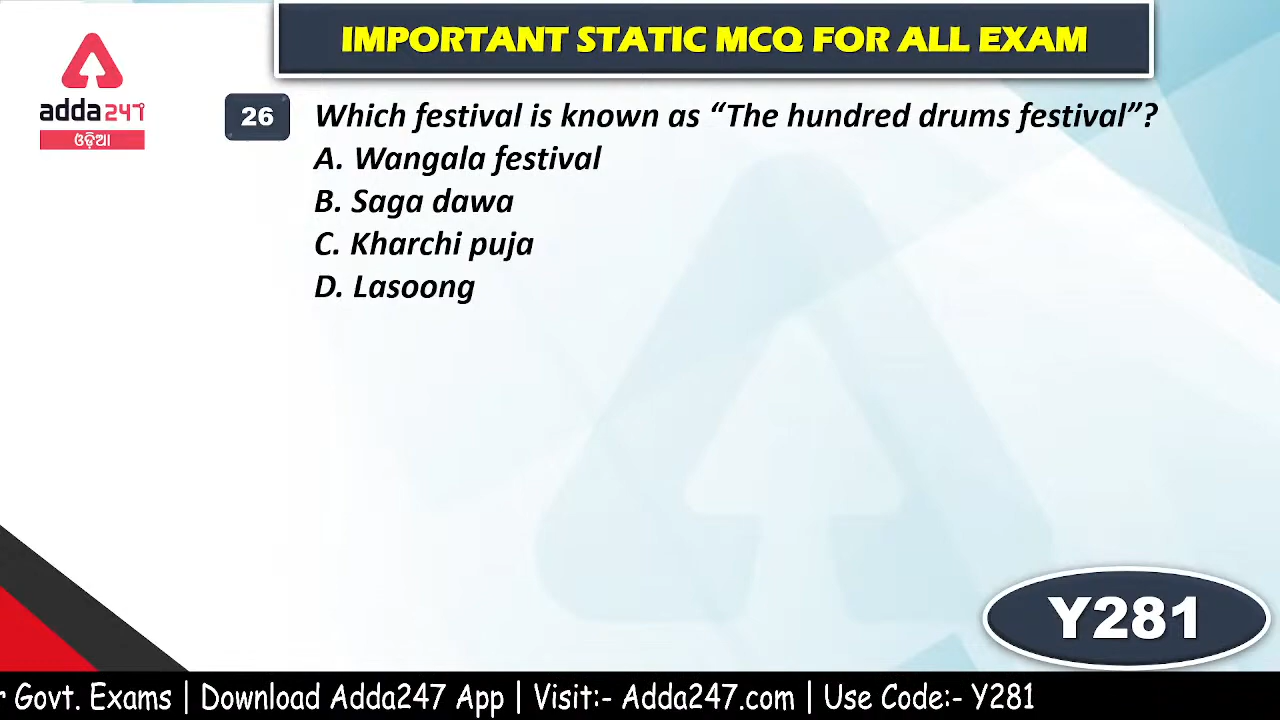 IMPORTANT STATIC MCQ FOR ALL EXAM
adda247
ଓଡ଼ିଆ
26
Which festival is known as “The hundred drums festival”?
A. Wangala festival
B. Saga dawa
C. Kharchi puja
D. Lasoong
Y281
r Govt. Exams | Download Adda247 App | Visit:- Adda247.com | Use Code:- Y281